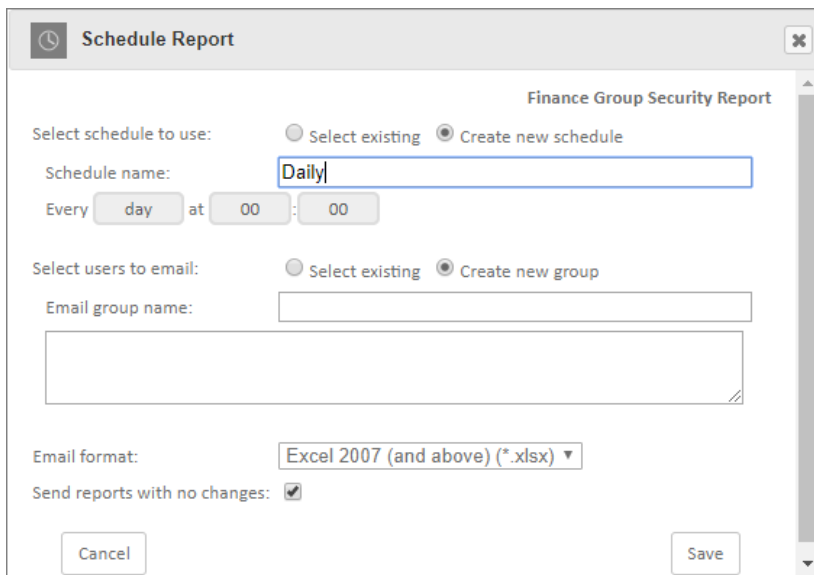 Schedule Report
Finance Group Security Report
Select schedule to use: Select existing Create new schedule
Schedule name: Daily
Every day at 00 : 00
Select users to email: Select existing Create new group
Email group name:
Email format: Excel 2007 (and above) (*.xlsx)
Send reports with no changes:
Cancel Save